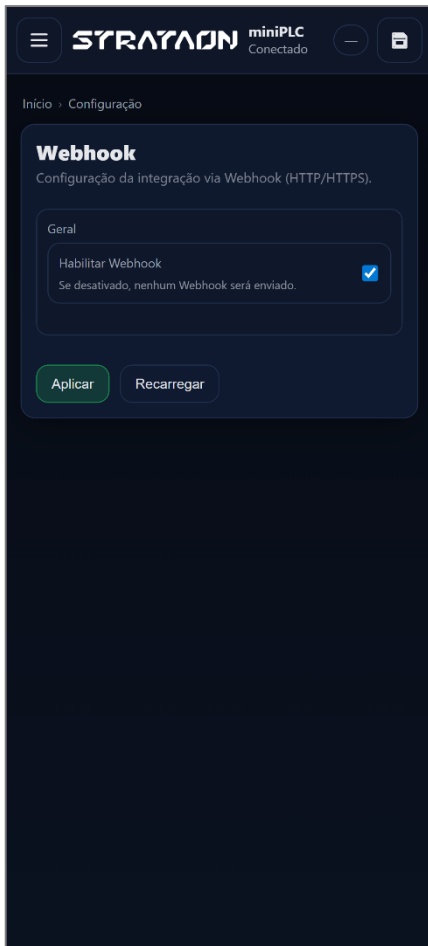 STRATAON
miniPLC
Conectado
—
Início › Configuração
Webhook
Configuração da integração via Webhook (HTTP/HTTPS).
Geral
Habilitar Webhook
Se desativado, nenhum Webhook será enviado.
Aplicar
Recarregar